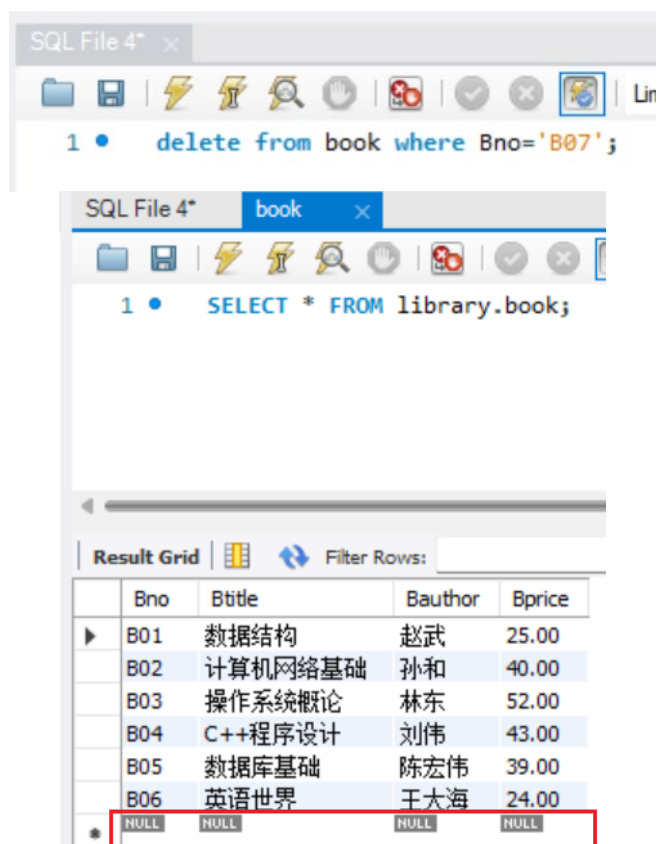 SQL File 4*
Lin
1 delete from book where Bno='B07';
SQL File 4* book
1 SELECT * FROM library.book;
Result Grid Filter Rows:
Bno Btitle Bauthor Bprice
B01 数据结构 赵武 25.00
B02 计算机网络基础 孙和 40.00
B03 操作系统概论 林东 52.00
B04 C++程序设计 刘伟 43.00
B05 数据库基础 陈宏伟 39.00
B06 英语世界 王大海 24.00
NULL NULL NULL NULL